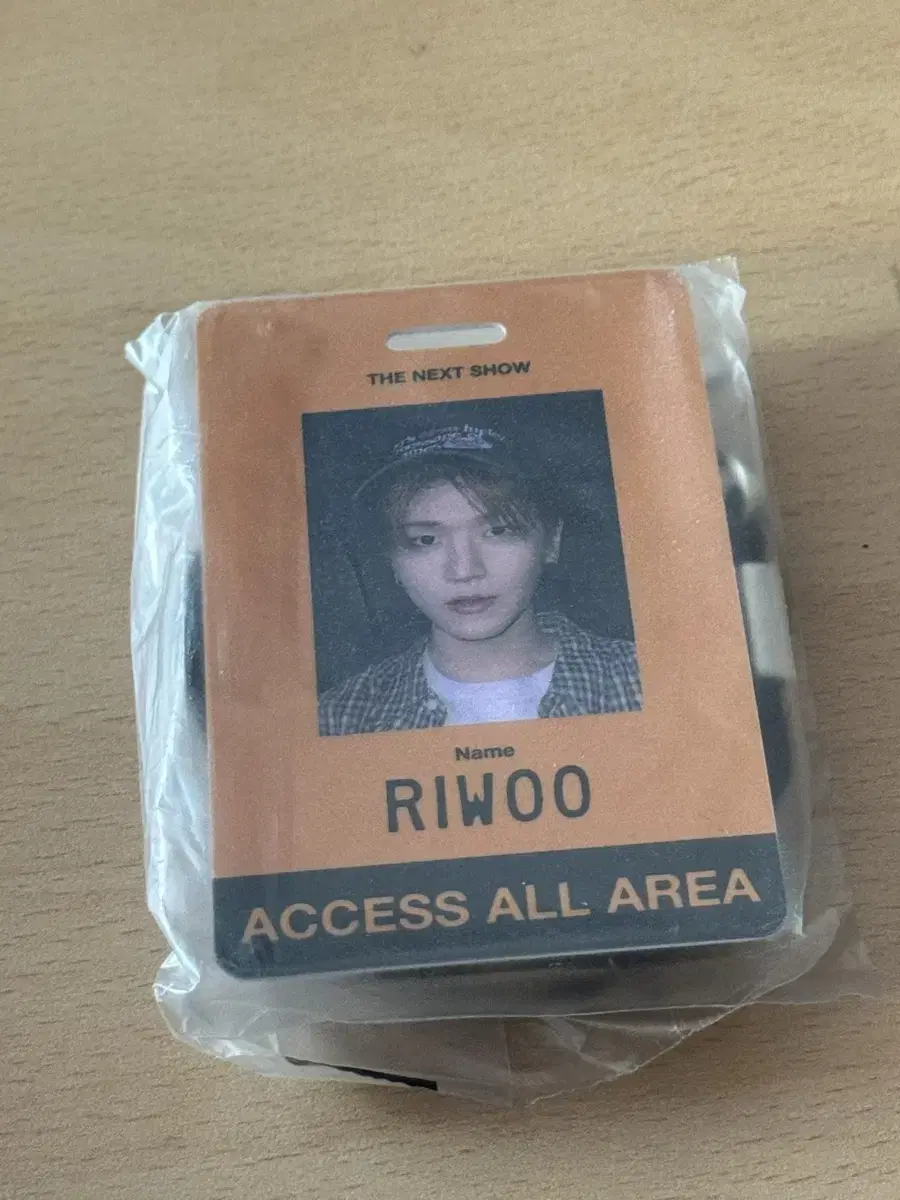 THE NEXT SHOW
Name
RIWOO
ACCESS ALL AREA